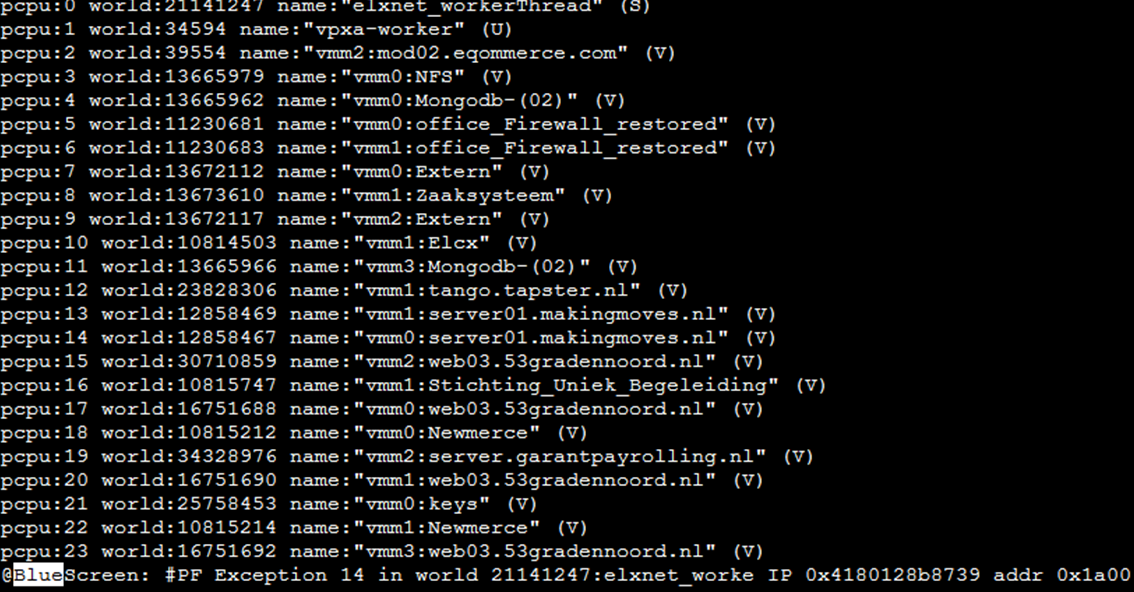 pcpu:0 world:21141247 name:"elxnet_workerThread" (S)
pcpu:1 world:34594 name:"vpxa-worker" (U)
pcpu:2 world:39554 name:"vmm2:mod02.eqommerce.com" (V)
pcpu:3 world:13665979 name:"vmm0:NFS" (V)
pcpu:4 world:13665962 name:"vmm0:Mongodb-(02)" (V)
pcpu:5 world:11230681 name:"vmm0:office_Firewall_restored" (V)
pcpu:6 world:11230683 name:"vmm1:office_Firewall_restored" (V)
pcpu:7 world:13672112 name:"vmm0:Extern" (V)
pcpu:8 world:13673610 name:"vmm1:Zaaksysteem" (V)
pcpu:9 world:13672117 name:"vmm2:Extern" (V)
pcpu:10 world:10814503 name:"vmm1:Elcx" (V)
pcpu:11 world:13665966 name:"vmm3:Mongodb-(02)" (V)
pcpu:12 world:23828306 name:"vmm1:tango.tapster.nl" (V)
pcpu:13 world:12858469 name:"vmm1:server01.makingmoves.nl" (V)
pcpu:14 world:12858467 name:"vmm0:server01.makingmoves.nl" (V)
pcpu:15 world:30710859 name:"vmm2:web03.53gradennoord.nl" (V)
pcpu:16 world:10815747 name:"vmm1:Stichting_Uniek_Begeleiding" (V)
pcpu:17 world:16751688 name:"vmm0:web03.53gradennoord.nl" (V)
pcpu:18 world:10815212 name:"vmm0:Newmerce" (V)
pcpu:19 world:34328976 name:"vmm2:server.garantpayrolling.nl" (V)
pcpu:20 world:16751690 name:"vmm1:web03.53gradennoord.nl" (V)
pcpu:21 world:25758453 name:"vmm0:keys" (V)
pcpu:22 world:10815214 name:"vmm1:Newmerce" (V)
pcpu:23 world:16751692 name:"vmm3:web03.53gradennoord.nl" (V)
@BlueScreen: #PF Exception 14 in world 21141247:elxnet_worke IP 0x4180128b8739 addr 0x1a00